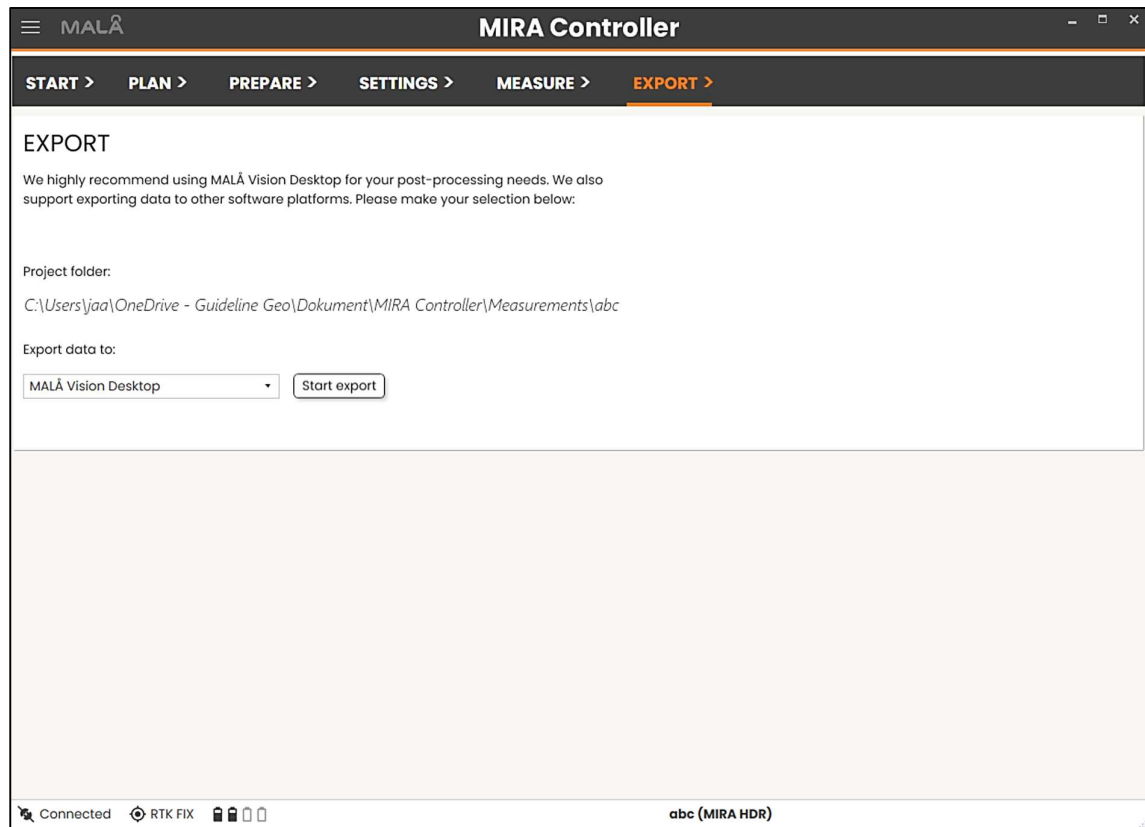 MALÅ
MIRA Controller
START > PLAN > PREPARE > SETTINGS > MEASURE > EXPORT >
EXPORT
We highly recommend using MALÅ Vision Desktop for your post-processing needs. We also
support exporting data to other software platforms. Please make your selection below:
Project folder:
C:\Users\jaa\OneDrive - Guideline Geo\Dokument\MIRA Controller\Measurements\abc
Export data to:
MALÅ Vision Desktop
Start export
Connected
RTK FIX
abc (MIRA HDR)